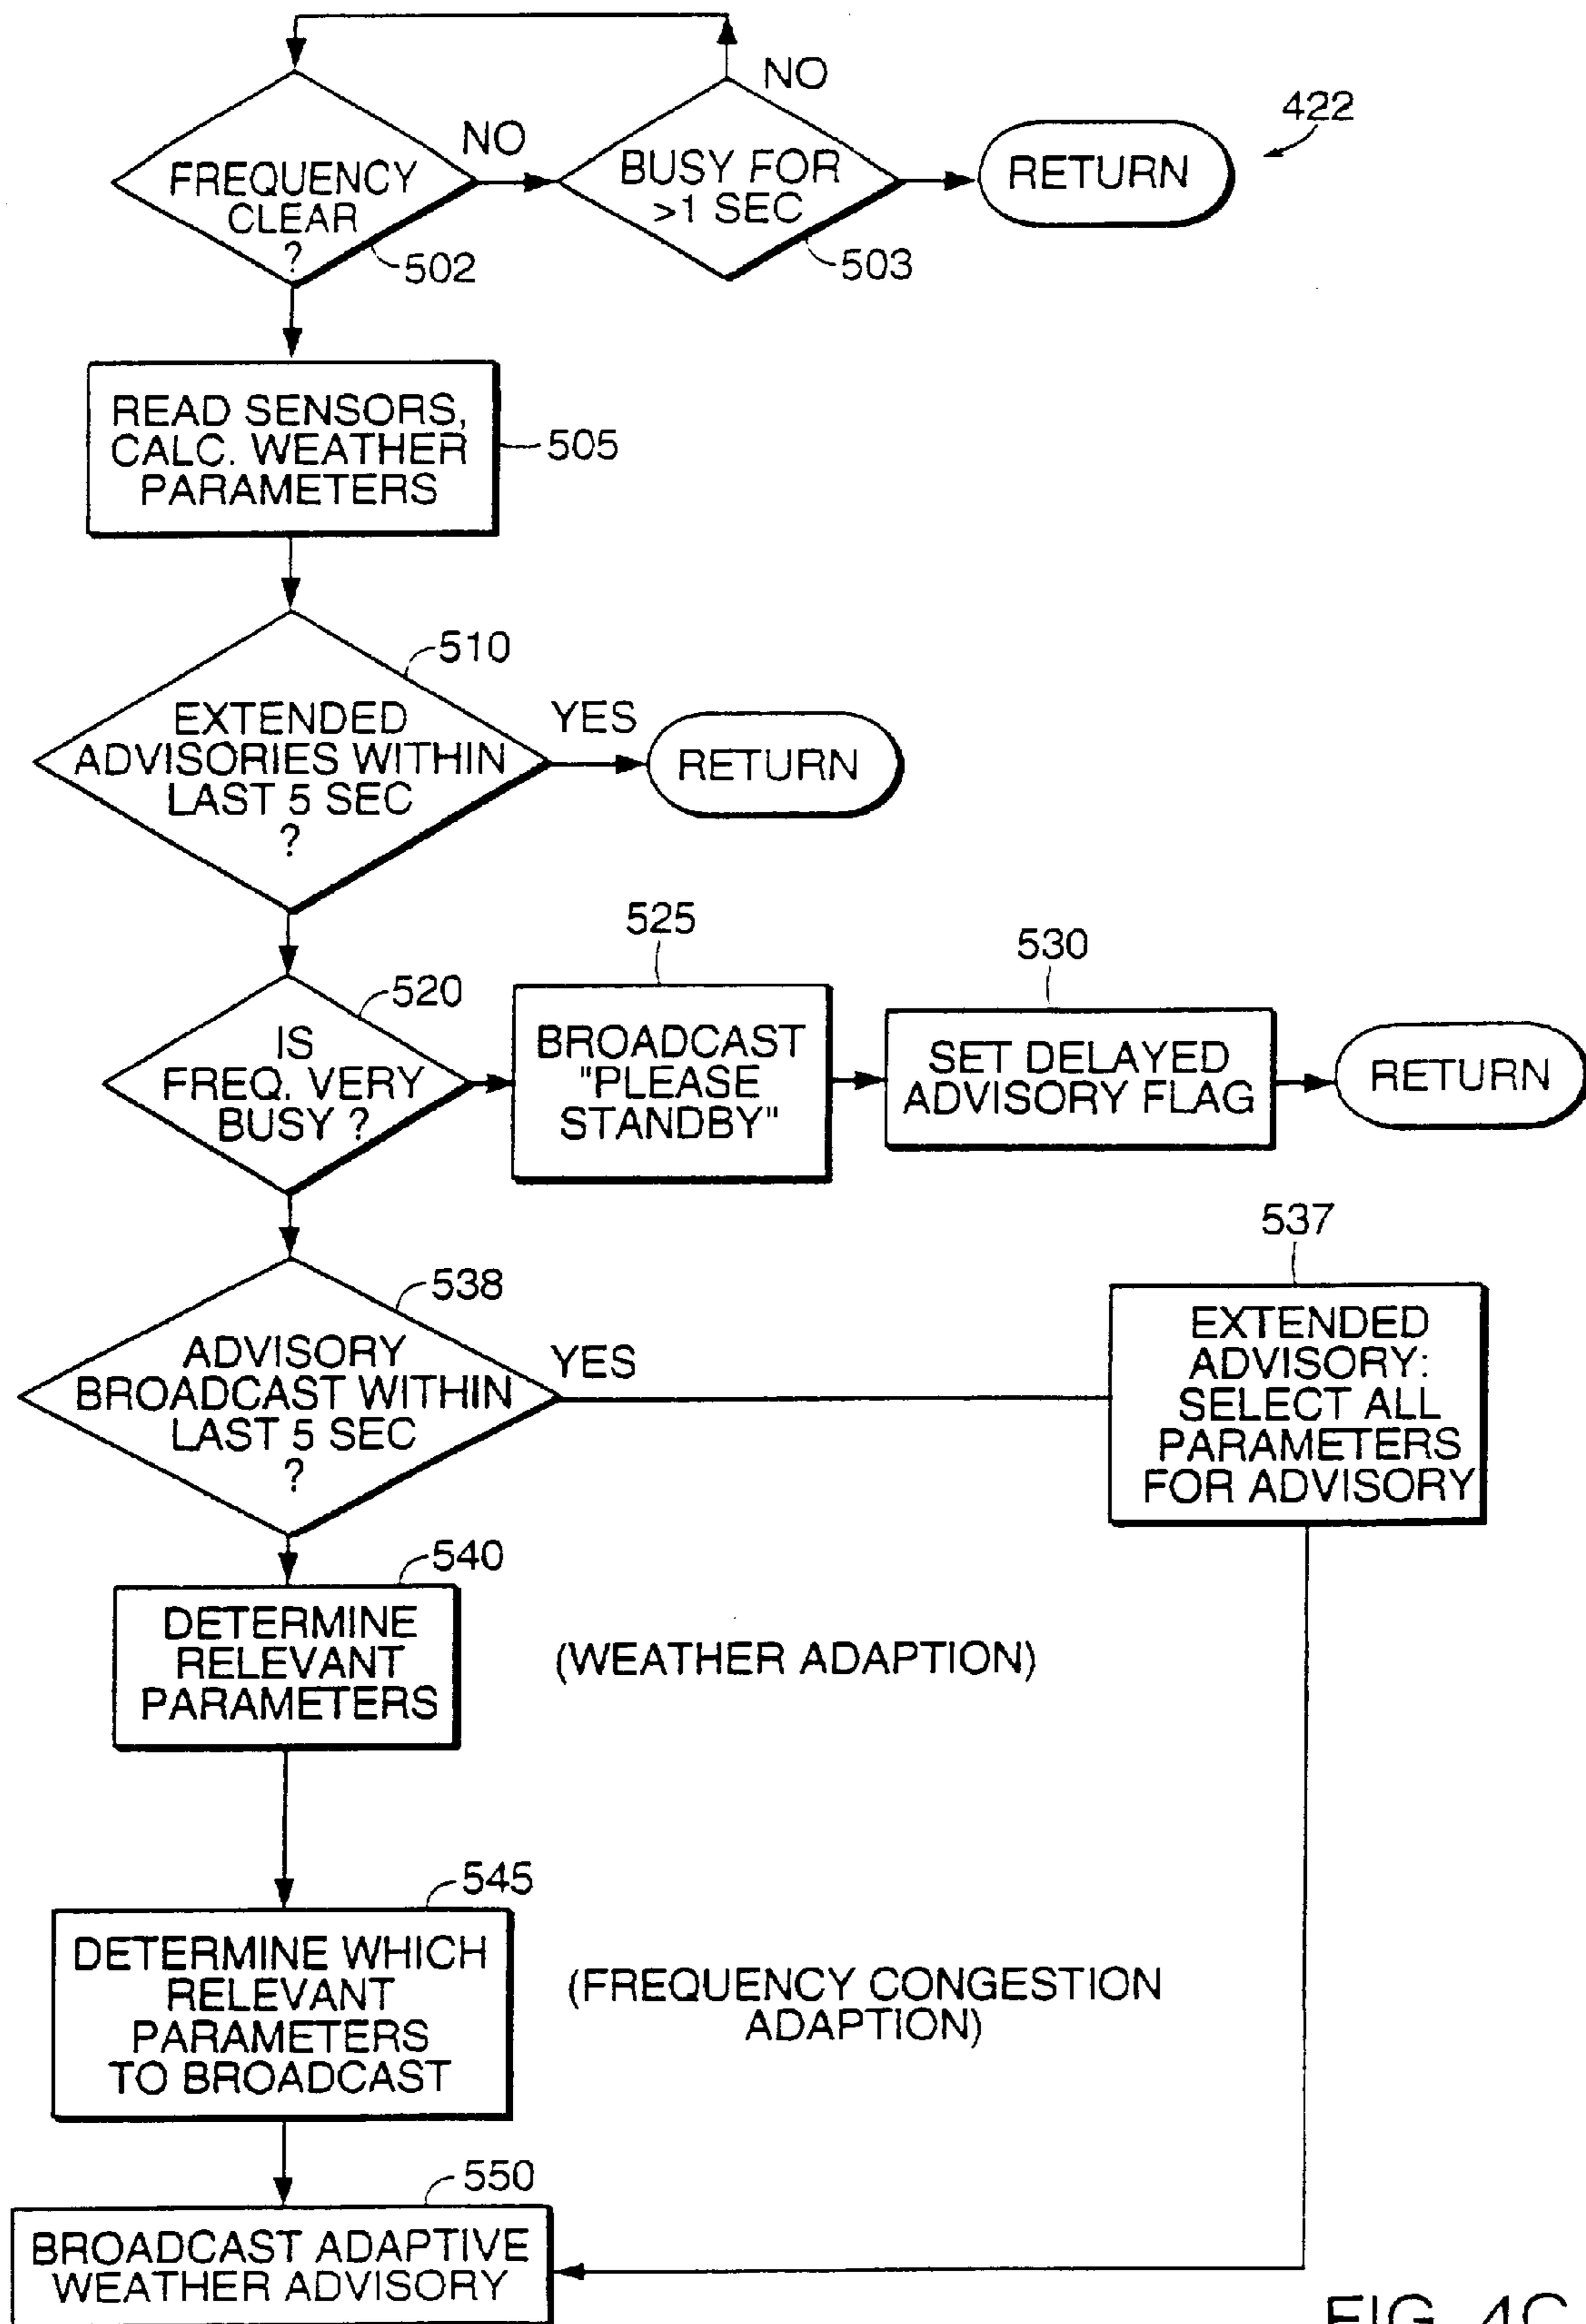 NO
422
NO
FREQUENCY
CLEAR
?
502
BUSY FOR
>1 SEC
503
RETURN
READ SENSORS,
CALC. WEATHER
PARAMETERS
505
510
EXTENDED
ADVISORIES WITHIN
LAST 5 SEC
?
YES
RETURN
520
IS
FREQ. VERY
BUSY ?
525
BROADCAST
"PLEASE
STANDBY"
530
SET DELAYED
ADVISORY FLAG
RETURN
538
ADVISORY
BROADCAST WITHIN
LAST 5 SEC
?
YES
537
EXTENDED
ADVISORY:
SELECT ALL
PARAMETERS
FOR ADVISORY
540
DETERMINE
RELEVANT
PARAMETERS
(WEATHER ADAPTION)
545
DETERMINE WHICH
RELEVANT
PARAMETERS
TO BROADCAST
(FREQUENCY CONGESTION
ADAPTION)
550
BROADCAST ADAPTIVE
WEATHER ADVISORY
FIG. 4C